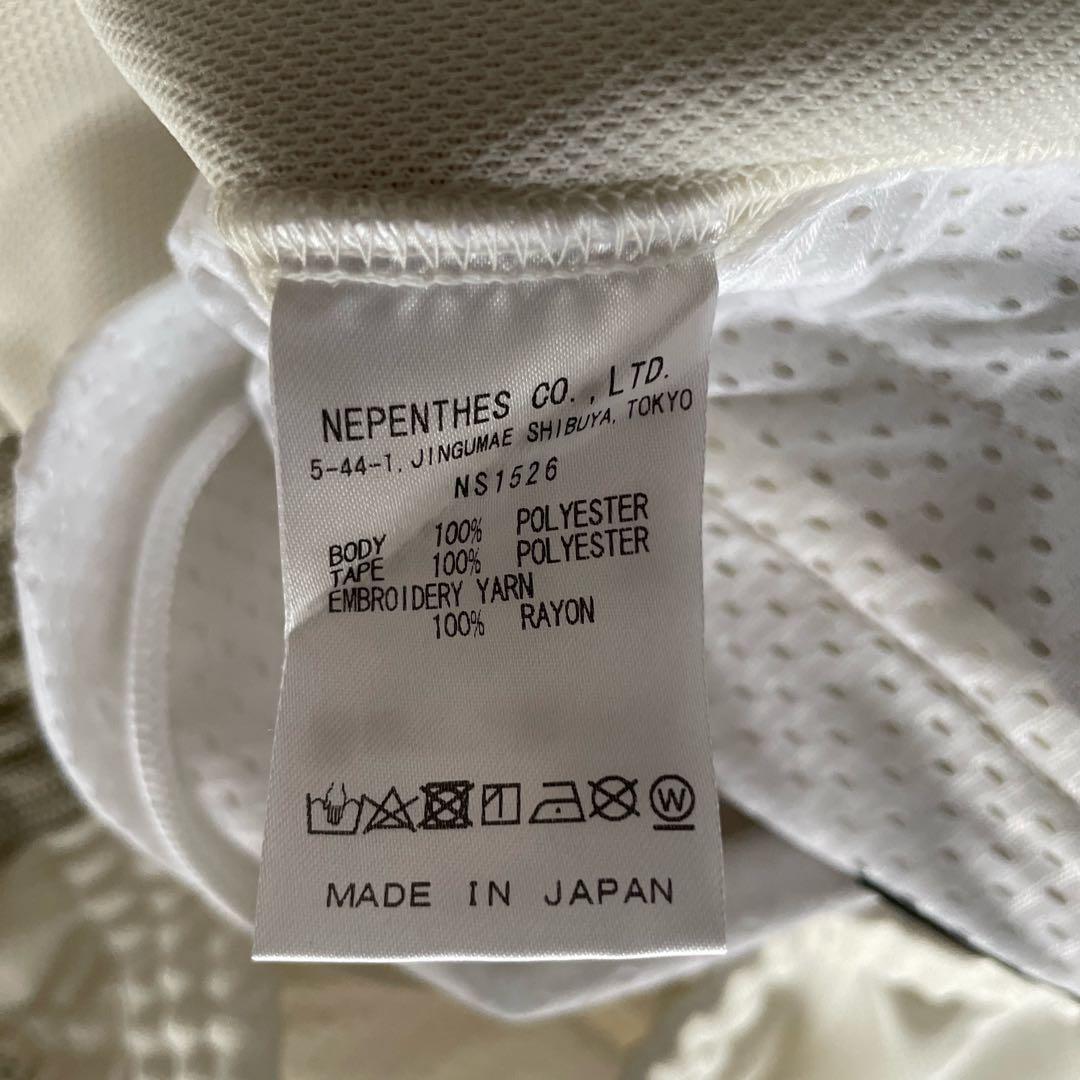 NEPENTHES CO.,LTD.
5-44-1, JINGUMAE SHIBUYA, TOKYO
NS1526
BODY 100% POLYESTER
TAPE 100% POLYESTER
EMBROIDERY YARN
100% RAYON
W
MADE IN JAPAN